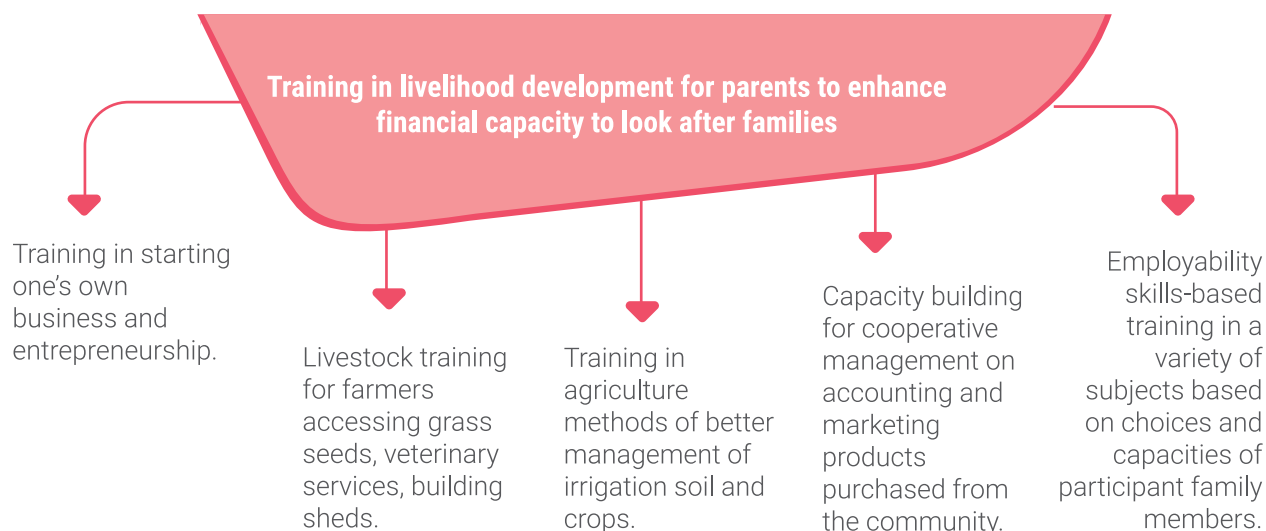 Training in livelihood development for parents to enhance
financial capacity to look after families
Training in starting
one’s own
business and
entrepreneurship.
Livestock training
for farmers
accessing grass
seeds, veterinary
services, building
sheds.
Training in
agriculture
methods of better
management of
irrigation soil and
crops.
Capacity building
for cooperative
management on
accounting and
marketing
products
purchased from
the community.
Employability
skills-based
training in a
variety of
subjects based
on choices and
capacities of
participant family
members.